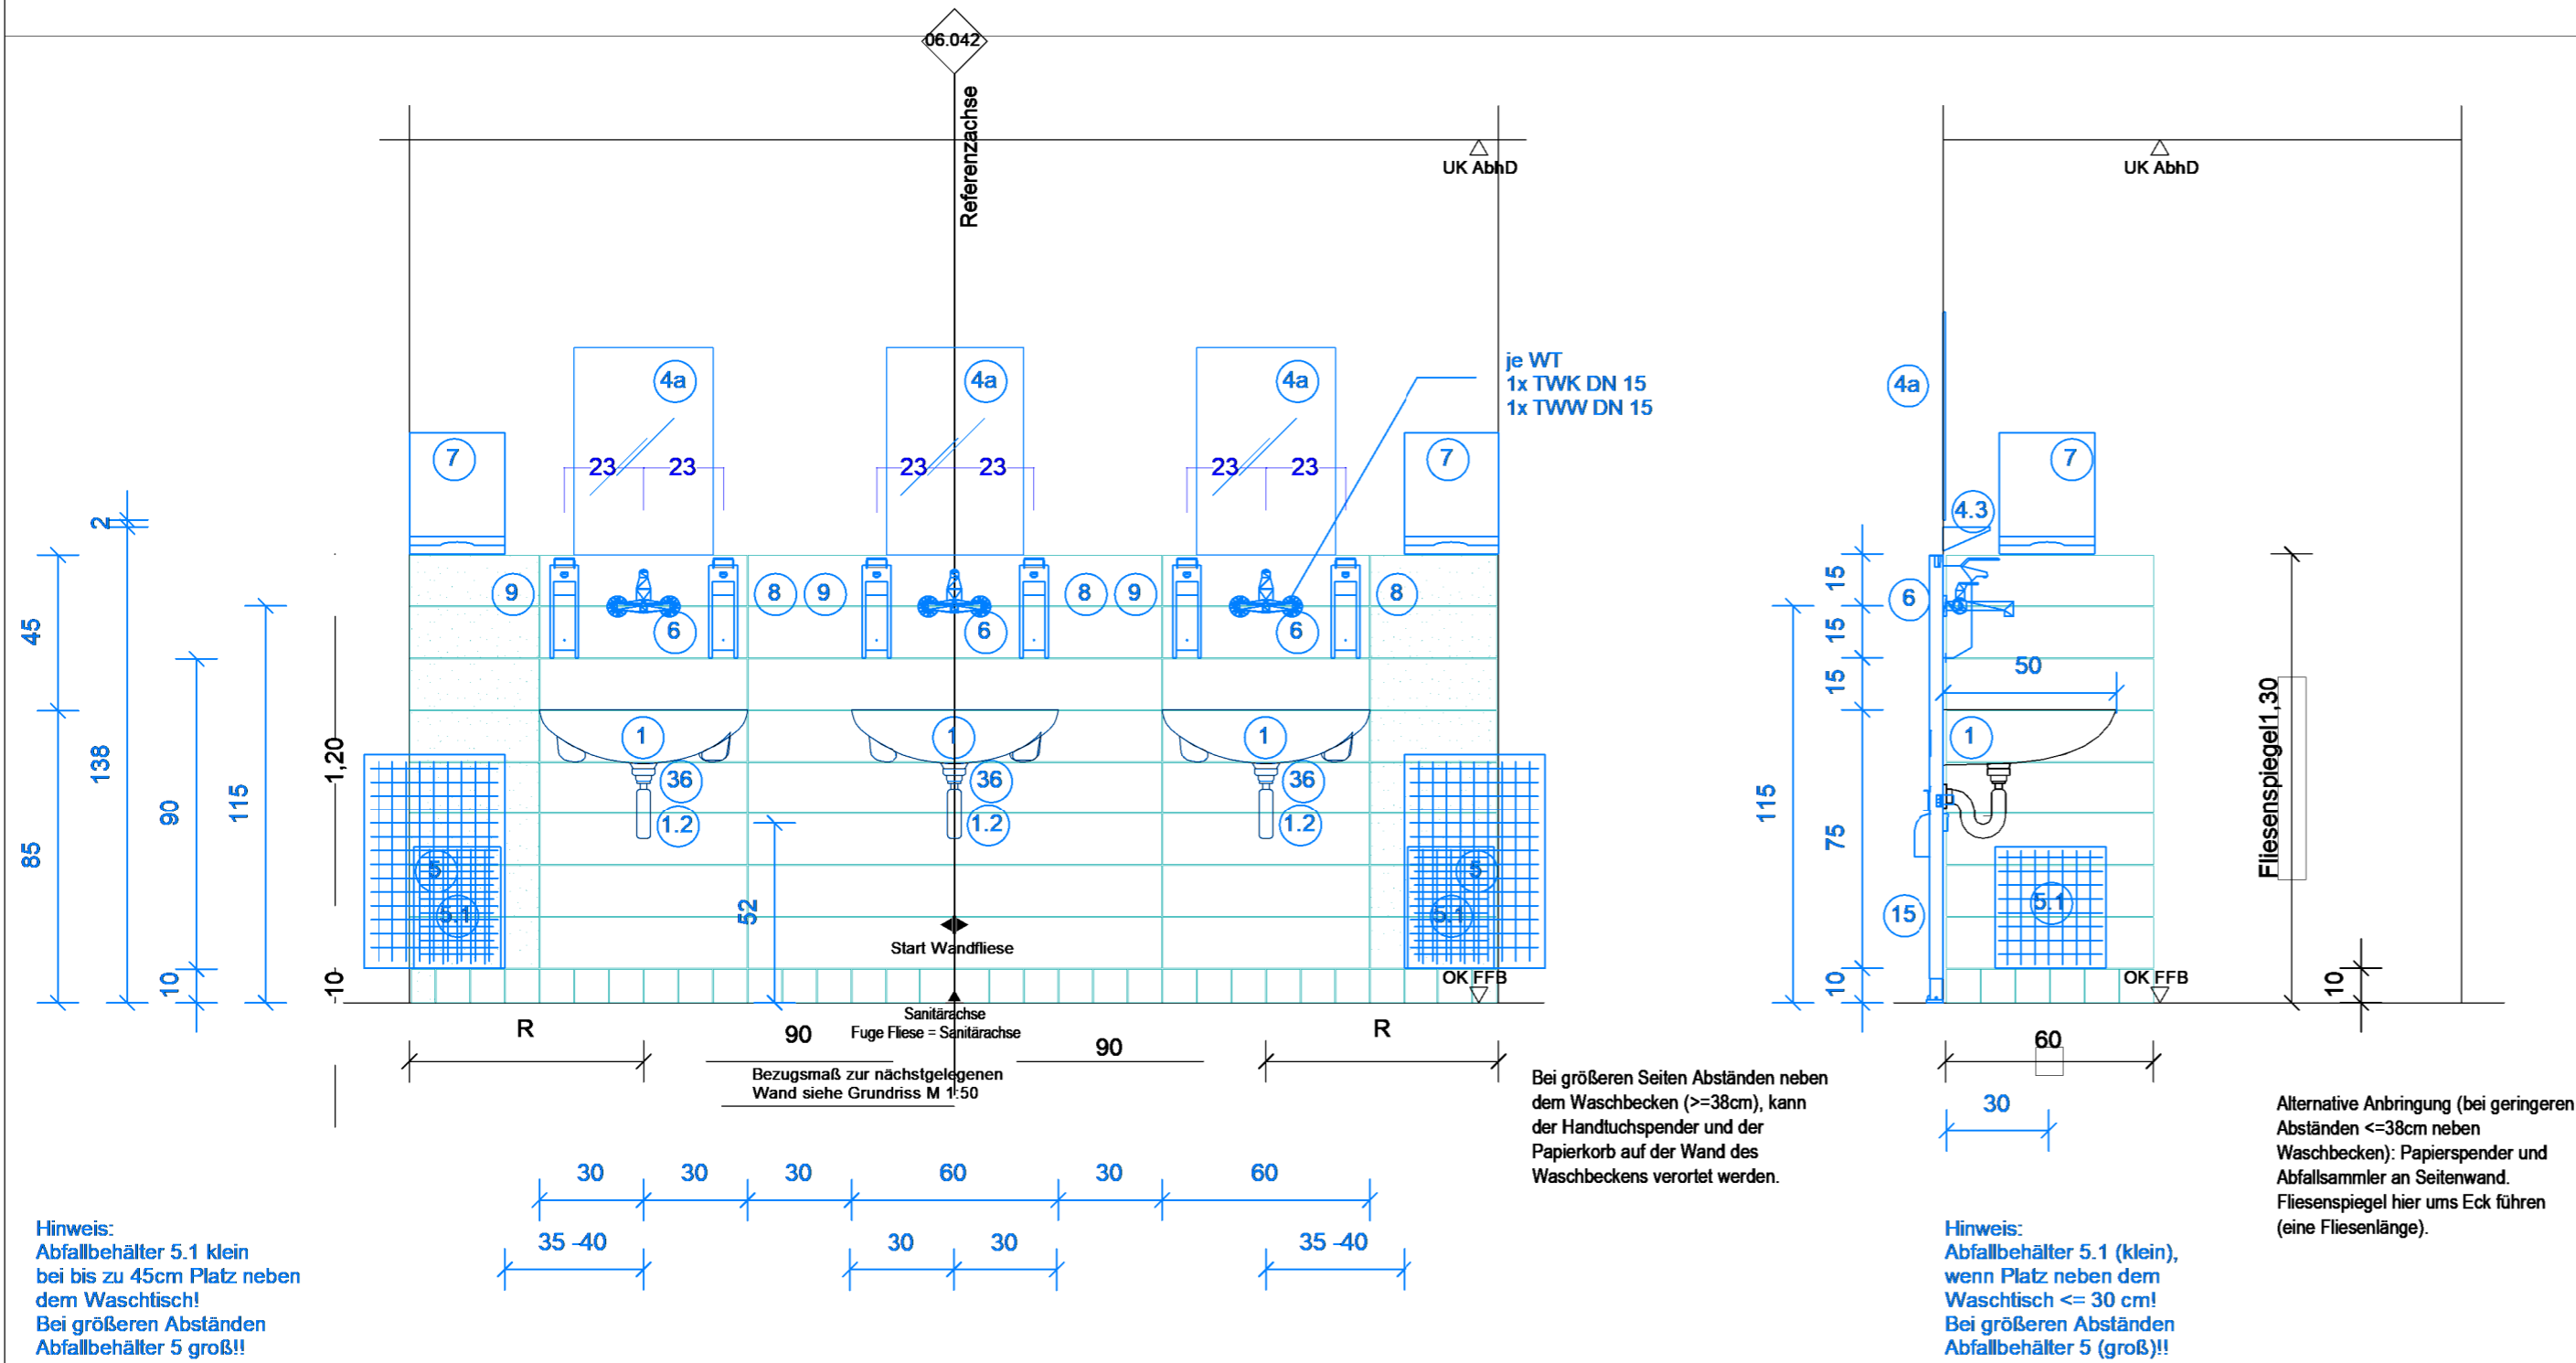 06.042
Referenzachse
UK AbhD
UK AbhD
4a
4a
4a
je WT
1x TWK DN 15
1x TWW DN 15
4a
7
23
23
23
23
23
23
7
7
4.3
2
9
8
9
8
9
8
6
6
6
6
15
15
15
50
45
138
90
115
85
10
1,20
10
1
1
1
1
36
36
36
1.2
1.2
1.2
5
5.1
5
5.1
5.1
52
115
75
15
10
Fliesenspiegel1,30
10
Start Wandfliese
OK FFB
OK FFB
Sanitärachse
Fuge Fliese = Sanitärachse
R
90
90
R
60
Bezugsmaß zur nächstgelegenen
Wand siehe Grundriss M 1:50
Bei größeren Seiten Abständen neben
dem Waschbecken (>=38cm), kann
der Handtuchspender und der
Papierkorb auf der Wand des
Waschbeckens verortet werden.
30
Alternative Anbringung (bei geringeren
Abständen <=38cm neben
Waschbecken): Papierspender und
Abfallsammler an Seitenwand.
Fliesenspiegel hier ums Eck führen
(eine Fliesenlänge).
30
30
30
60
30
60
35 -40
30
30
35 -40
Hinweis:
Abfallbehälter 5.1 klein
bei bis zu 45cm Platz neben
dem Waschtisch!
Bei größeren Abständen
Abfallbehälter 5 groß!!
Hinweis:
Abfallbehälter 5.1 (klein),
wenn Platz neben dem
Waschtisch <= 30 cm!
Bei größeren Abständen
Abfallbehälter 5 (groß)!!